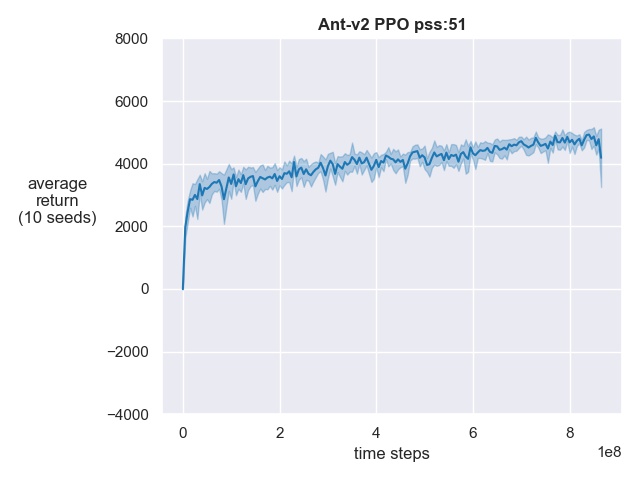 Ant-v2 PPO pss:51
8000
6000
4000
2000
0
−2000
−4000
average
return
(10 seeds)
0 2 4 6 8
1e8
time steps